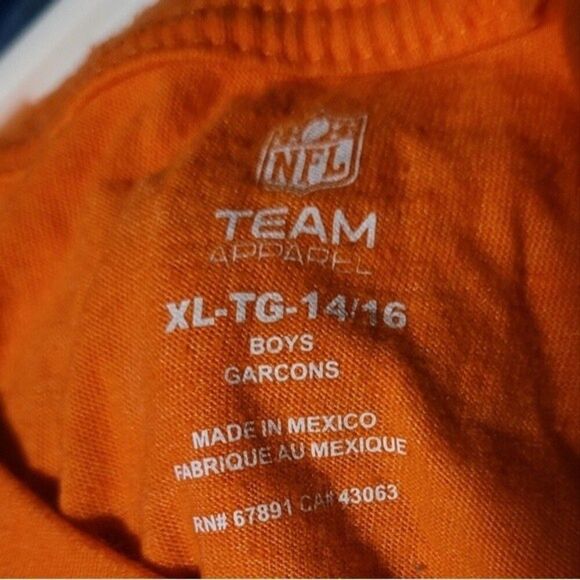 NFL
TEAM
APPAREL
XL-TG-14/16
BOYS
GARCONS
MADE IN MEXICO
FABRIQUE AU MEXIQUE
RN# 67891 CA# 43063